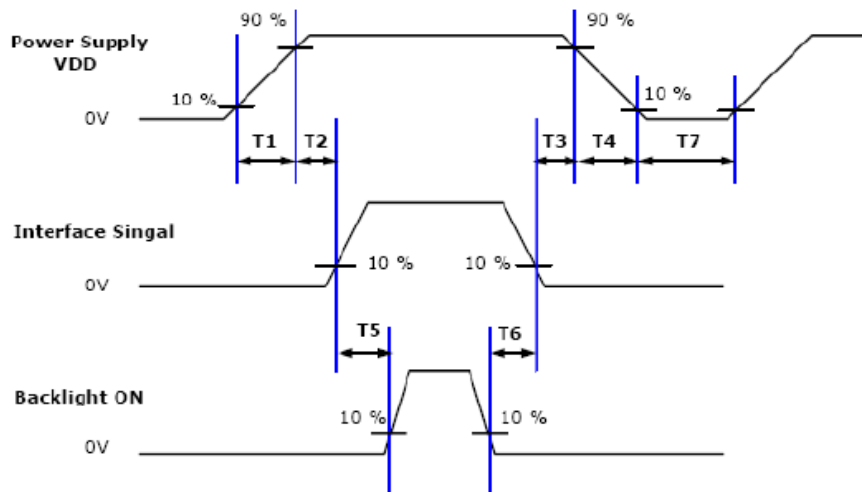 90 %
90 %
Power Supply
VDD
10 %
10 %
0V
T1
T2
T3
T4
T7
Interface Singal
10 %
10 %
0V
T5
T6
Backlight ON
10 %
10 %
0V